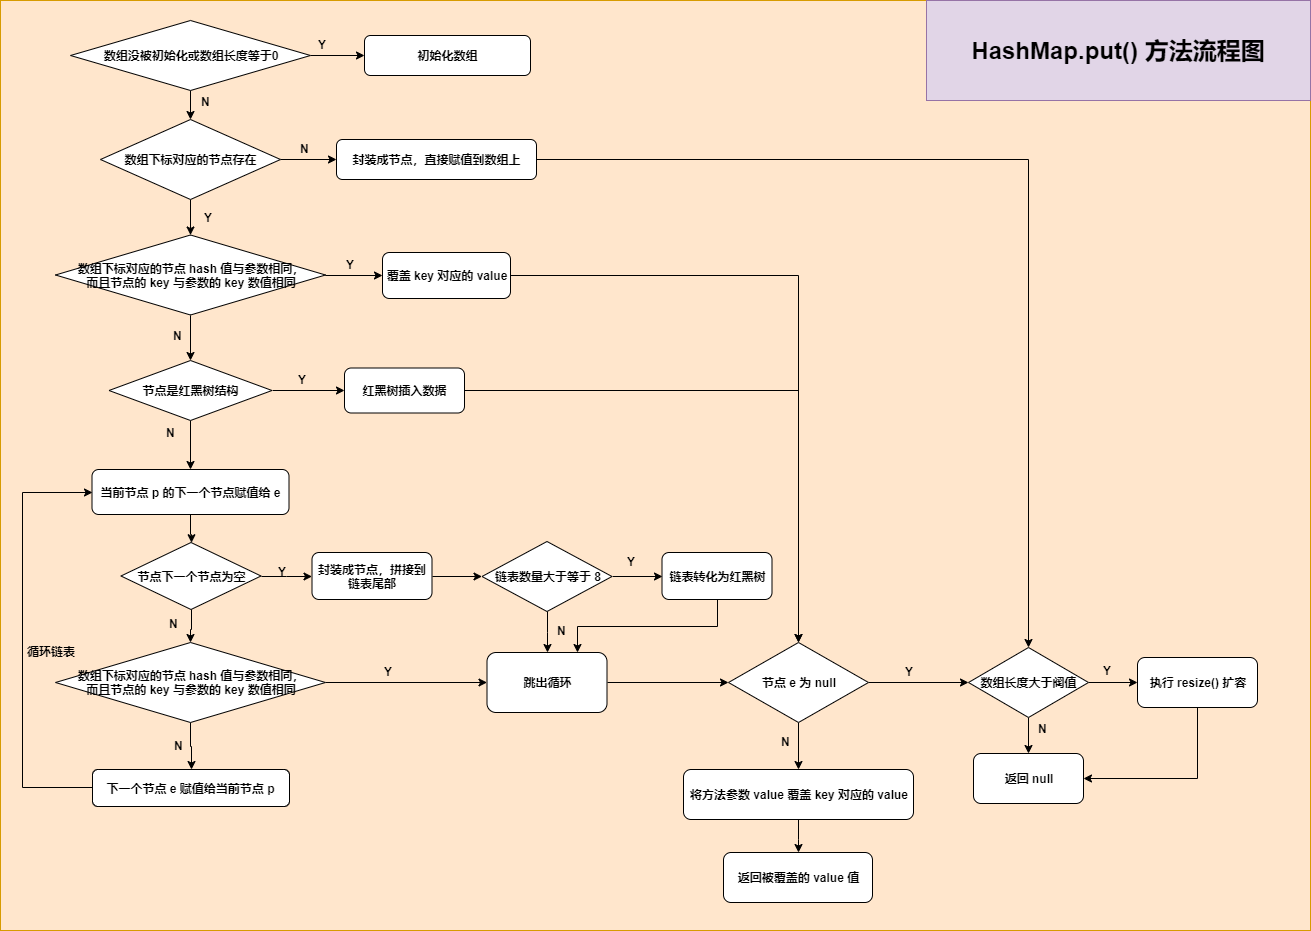 HashMap.put() 方法流程图
数组没被初始化或数组长度等于0
Y
初始化数组
N
数组下标对应的节点存在
N
封装成节点，直接赋值到数组上
Y
数组下标对应的节点 hash 值与参数相同，
而且节点的 key 与参数的 key 数值相同
Y
覆盖 key 对应的 value
N
节点是红黑树结构
Y
红黑树插入数据
N
当前节点 p 的下一个节点赋值给 e
节点下一个节点为空
Y
封装成节点，拼接到
链表尾部
链表数量大于等于 8
Y
链表转化为红黑树
N
N
循环链表
数组下标对应的节点 hash 值与参数相同，
而且节点的 key 与参数的 key 数值相同
Y
跳出循环
节点 e 为 null
Y
数组长度大于阀值
Y
执行 resize() 扩容
N
N
N
下一个节点 e 赋值给当前节点 p
返回 null
将方法参数 value 覆盖 key 对应的 value
返回被覆盖的 value 值